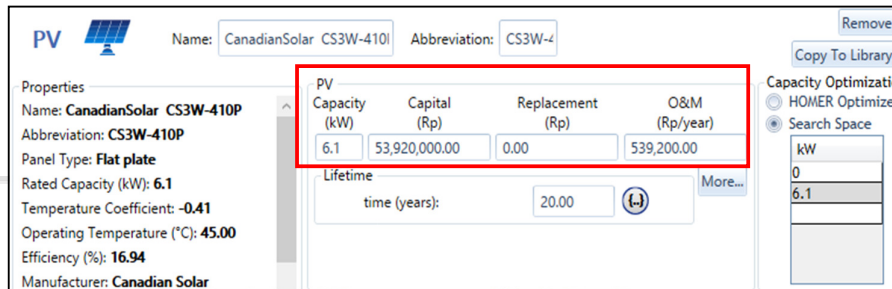 PV
Name: CanadianSolar CS3W-410 Abbreviation: CS3W-4
Remove
Copy To Library
Properties
Name: CanadianSolar CS3W-410P
Abbreviation: CS3W-410P
Panel Type: Flat plate
Rated Capacity (kW): 6.1
Temperature Coefficient: -0.41
Operating Temperature (°C): 45.00
Efficiency (%): 16.94
Manufacturer: Canadian Solar
PV
Capacity Capital Replacement O&M
(kW) (Rp) (Rp) (Rp/year)
6.1 53,920,000.00 0.00 539,200.00
Lifetime
time (years): 20.00 {..}
More...
Capacity Optimizati
HOMER Optimize
Search Space
kW
0
6.1